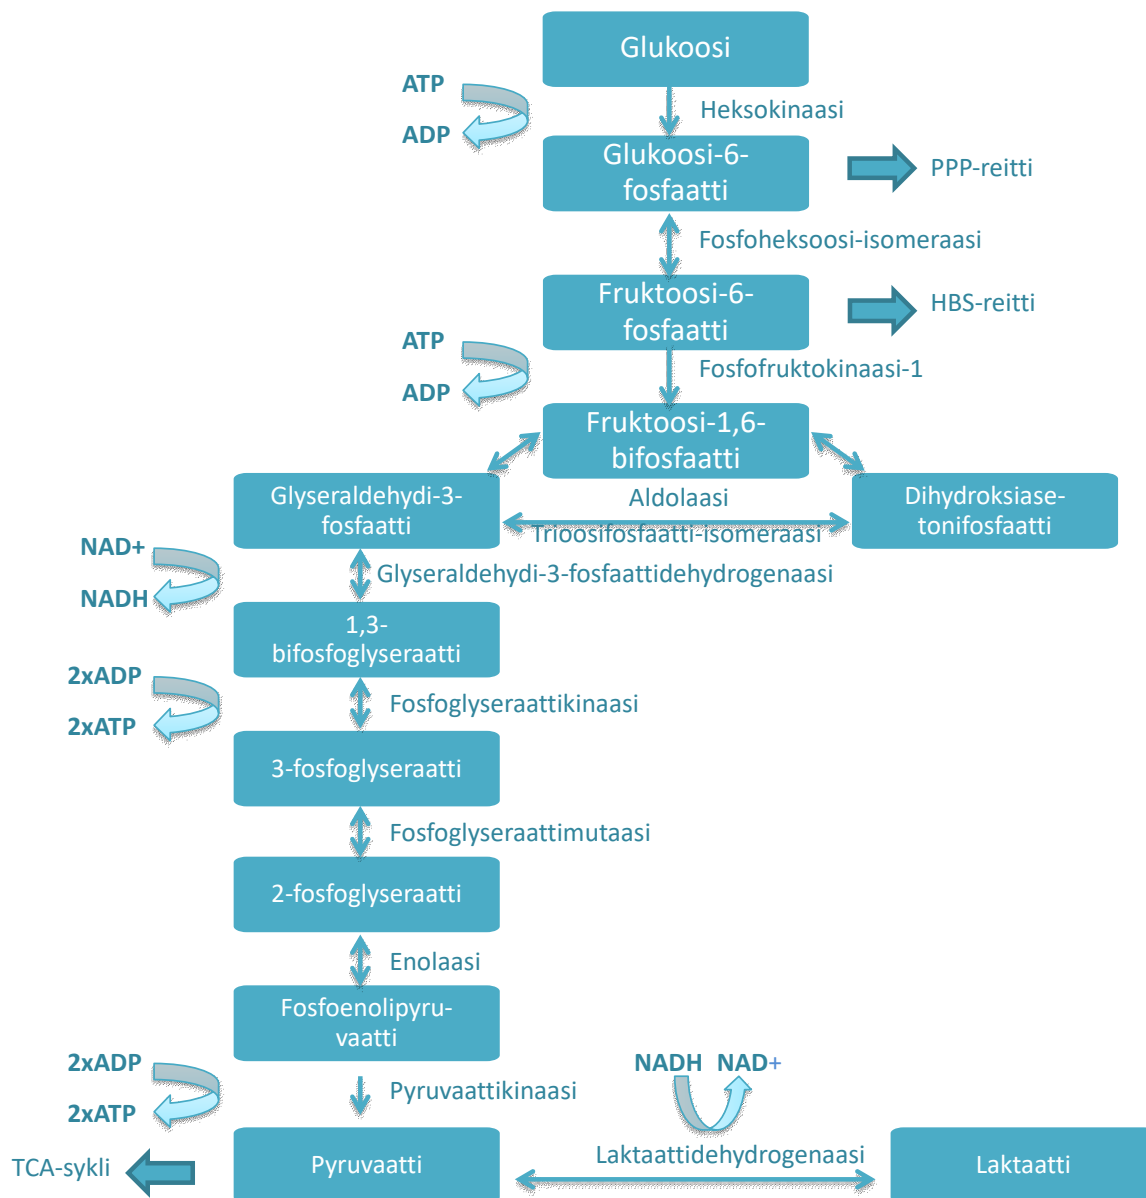 Glukoosi
ATP
Heksokinaasi
ADP
Glukoosi-6-
fosfaatti
PPP-reitti
Fosfoheksoosi-isomeraasi
Fruktoosi-6-
fosfaatti
HBS-reitti
ATP
Fosfofruktokinaasi-1
ADP
Fruktoosi-1,6-
bifosfaatti
Glyseraldehydi-3-
fosfaatti
Aldolaasi
Trioosifosfaatti-isomeraasi
Dihydroksiase-
tonifosfaatti
NAD+
Glyseraldehydi-3-fosfaattidehydrogenaasi
NADH
1,3-
bifosfoglyseraatti
2xADP
Fosfoglyseraattikinaasi
2xATP
3-fosfoglyseraatti
Fosfoglyseraattimutaasi
2-fosfoglyseraatti
Enolaasi
Fosfoenolipyru-
vaatti
2xADP
NADH NAD+
Pyruvaattikinaasi
2xATP
TCA-sykli
Pyruvaatti
Laktaattidehydrogenaasi
Laktaatti